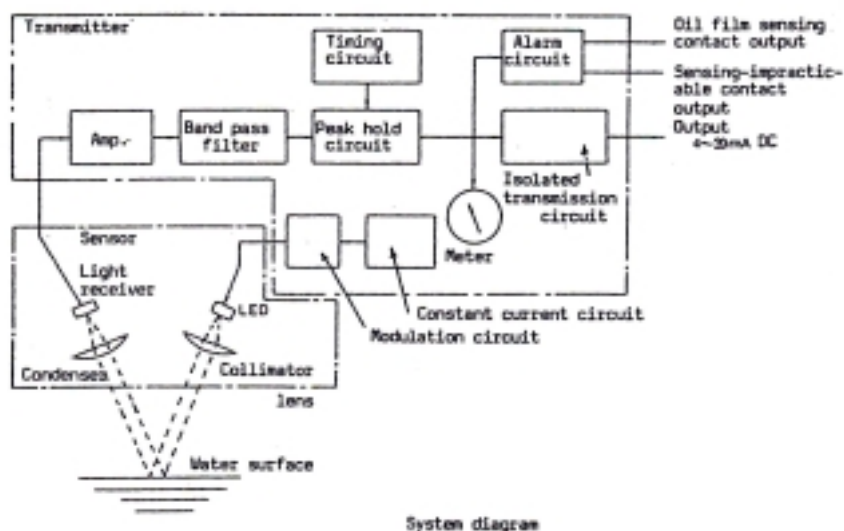 Transmitter
Timing
circuit
Alarm
circuit
Oil film sensing
contact output
Sensing-impractic-
able contact
output
Output
4~20mA DC
Amp.
Band pass
filter
Peak hold
circuit
Isolated
transmission
circuit
Meter
Sensor
Light
receiver
LED
Constant current circuit
Modulation circuit
Condenses
Collimator
lens
Water surface
System diagram